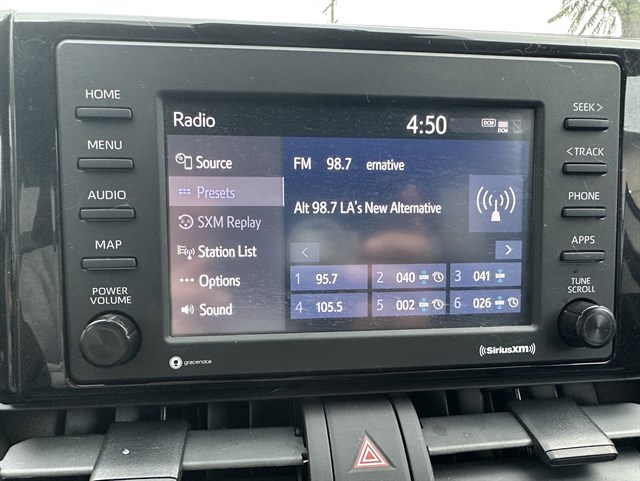 HOME
MENU
AUDIO
MAP
POWER
VOLUME
Radio
4:50
DCM
DCM
Source
Presets
SXM Replay
Station List
Options
Sound
FM 98.7 ernative
Alt 98.7 LA's New Alternative
1 95.7
2 040
3 041
4 105.5
5 002
6 026
SEEK >
< TRACK
PHONE
APPS
TUNE
SCROLL
gracenote
SiriusXM